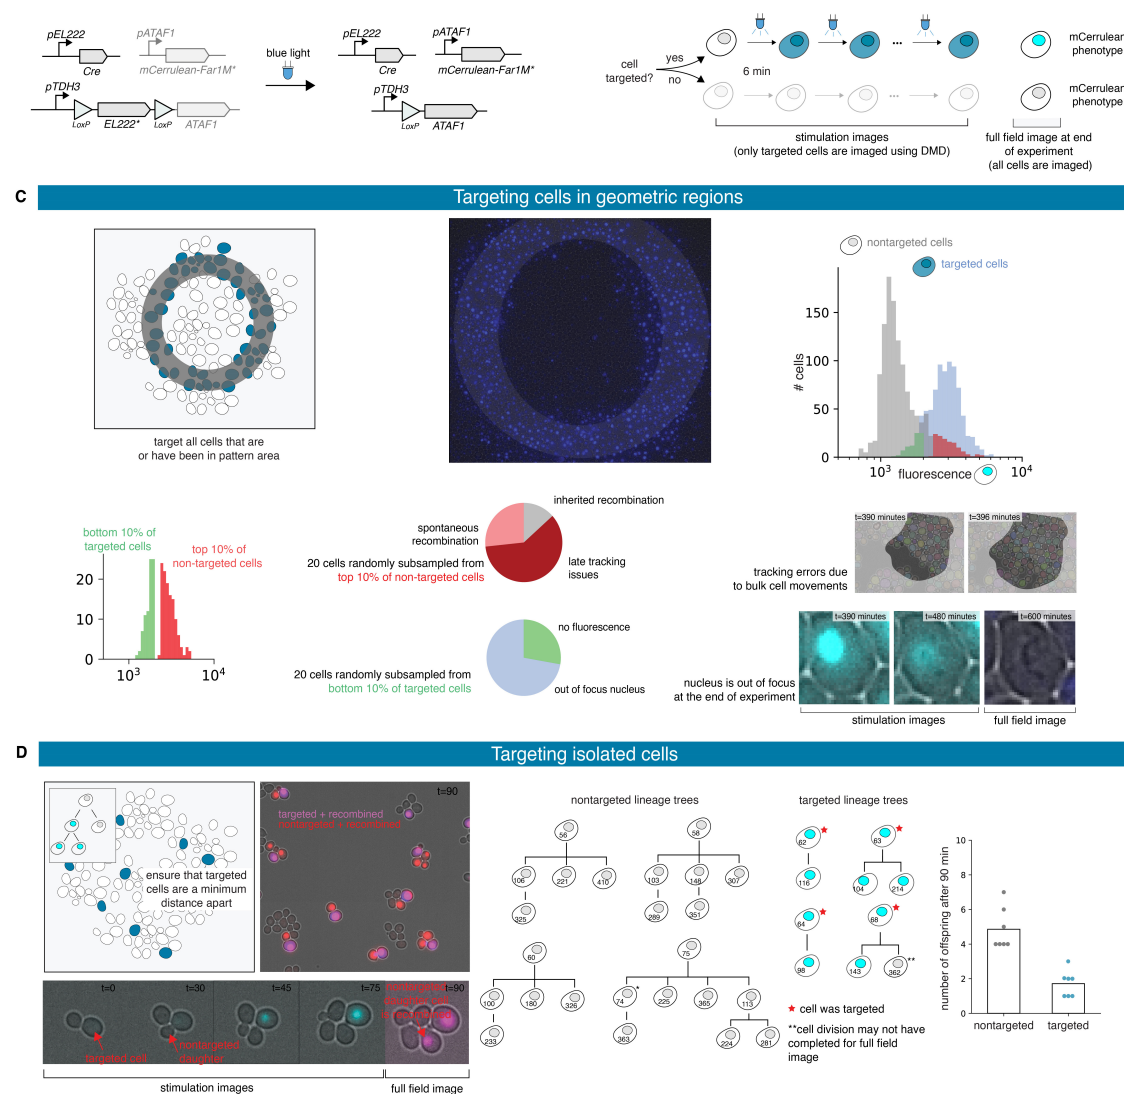 pEL222
pATAF1
Cre
mCerrulean-Far1M*
pTDH3
LoxP
EL222*
LoxP
ATAF1
blue light
pEL222
pATAF1
Cre
mCerrulean-Far1M*
pTDH3
LoxP
ATAF1
cell
targeted?
yes
no
6 min
...
...
mCerrulean
phenotype
mCerrulean
phenotype
stimulation images
(only targeted cells are imaged using DMD)
full field image at end
of experiment
(all cells are imaged)
C
Targeting cells in geometric regions
target all cells that are
or have been in pattern area
nontargeted cells
targeted cells
# cells
150
100
50
0
10³
10⁴
fluorescence
bottom 10% of
targeted cells
top 10% of
non-targeted cells
20
10
0
10³
10⁴
inherited recombination
spontaneous
recombination
late tracking
issues
20 cells randomly subsampled from
top 10% of non-targeted cells
no fluorescence
out of focus nucleus
20 cells randomly subsampled from
bottom 10% of targeted cells
t=390 minutes
t=396 minutes
tracking errors due
to bulk cell movements
t=390 minutes
t=480 minutes
t=600 minutes
nucleus is out of focus
at the end of experiment
stimulation images
full field image
D
Targeting isolated cells
ensure that targeted
cells are a minimum
distance apart
t=90
targeted + recombined
nontargeted + recombined
t=0
t=30
t=45
t=75
t=90
targeted cell
nontargeted
daughter
nontargeted
stimulation images
full field image
nontargeted lineage trees
56
106
221
410
325
58
103
148
307
289
351
60
100
180
326
233
75
74
*
225
365
113
363
224
281
targeted lineage trees
62
116
63
104
214
64
98
68
143
362
**
cell was targeted
**cell division may not have
completed for full field
image
number of offspring after 90 min
10
8
6
4
2
0
nontargeted
targeted